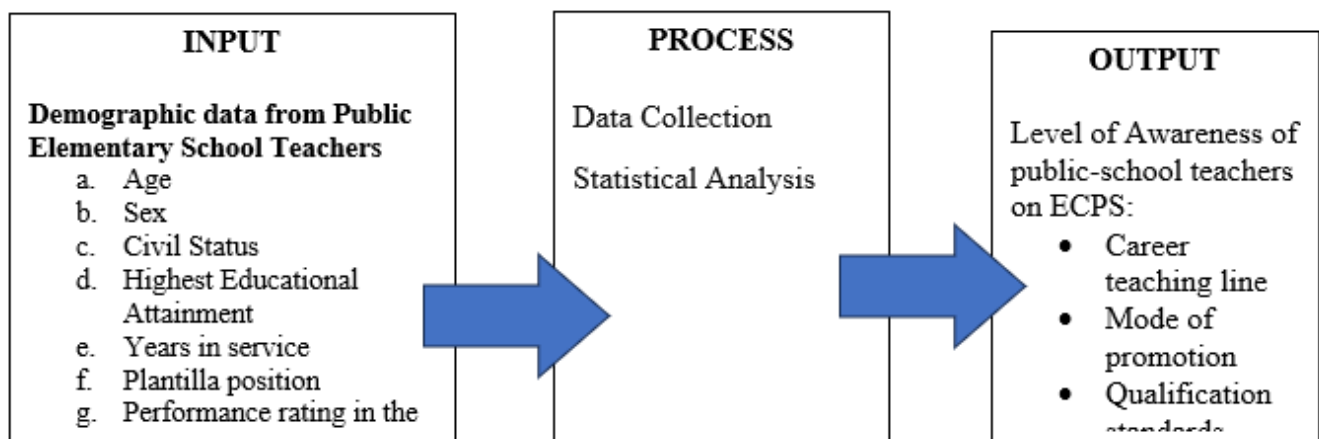 INPUT
Demographic data from Public
Elementary School Teachers
a. Age
b. Sex
c. Civil Status
d. Highest Educational
Attainment
e. Years in service
f. Plantilla position
g. Performance rating in the
PROCESS
Data Collection
Statistical Analysis
OUTPUT
Level of Awareness of
public-school teachers
on ECPS:
• Career
teaching line
• Mode of
promotion
• Qualification
standards